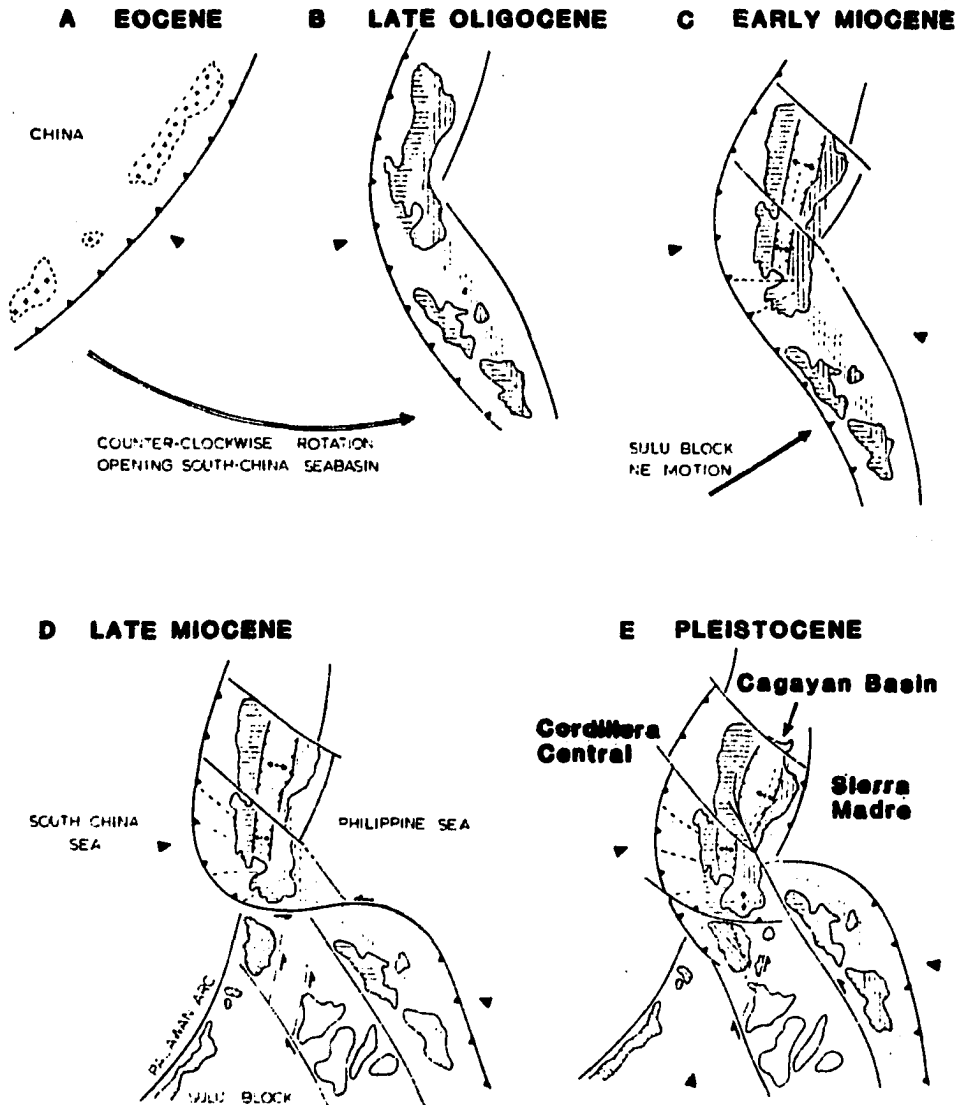 A EOCENE
B LATE OLIGOCENE
C EARLY MIOCENE
CHINA
COUNTER-CLOCKWISE ROTATION
OPENING SOUTH-CHINA SEABASIN
SULU BLOCK
NE MOTION
D LATE MIOCENE
E PLEISTOCENE
Cagayan Basin
Cordillera
Central
Sierra
Madre
SOUTH CHINA
SEA
PHILIPPINE SEA
PALAWAN ARC
SULU BLOCK